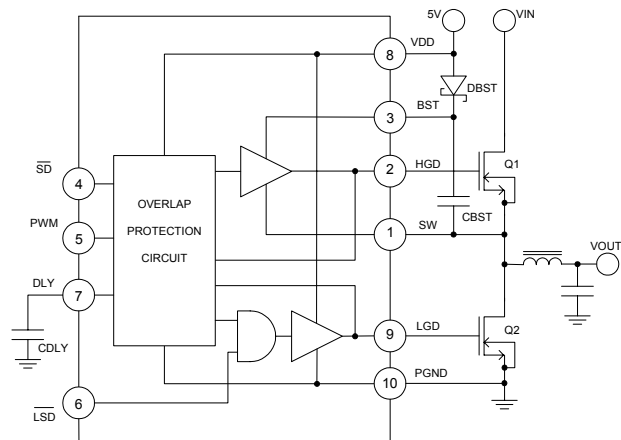 5V
VIN
8
VDD
DBST
3
BST
SD
4
2
HGD
Q1
OVERLAP
PROTECTION
CIRCUIT
PWM
5
CBST
1
SW
VOUT
DLY
7
CDLY
9
LGD
Q2
10
PGND
6
LSD